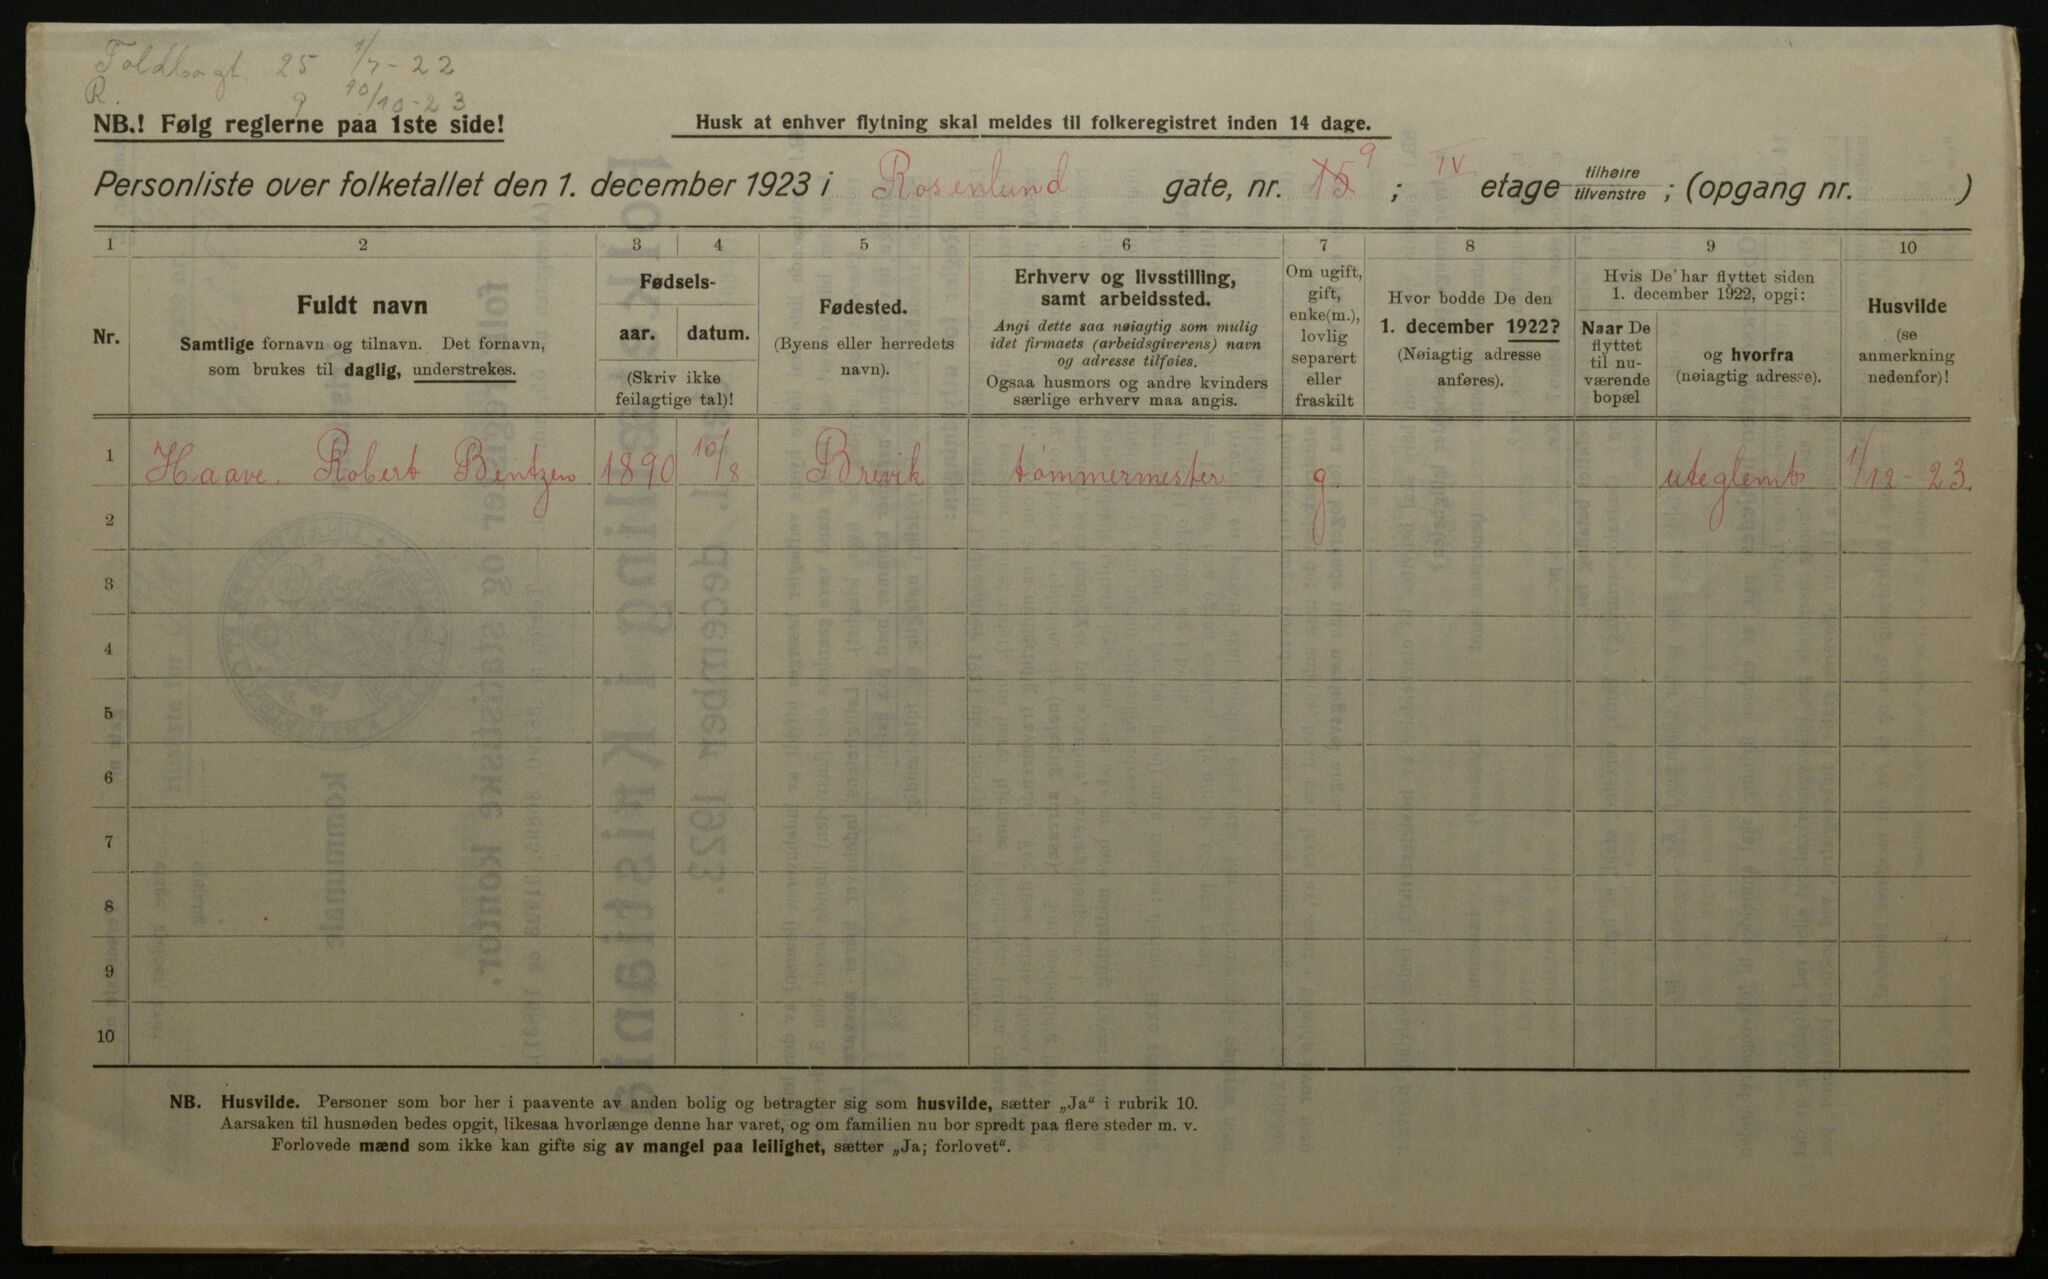 Toldbogt. 25 1/7-22
R. 9 10/10-23
NB.! Følg reglerne paa 1ste side!
Husk at enhver flytning skal meldes til folkeregistret inden 14 dage.
Personliste over folketallet den 1. december 1923 i Rosenlund gate, nr. 15 9; IV etage tilhøire tilvenstre; (opgang nr. )
1 2 3 4 5 6 7 8 9 10
Nr.
Fuldt navn
Samtlige fornavn og tilnavn. Det fornavn,
som brukes til daglig, understrekes.
Fødsels-
aar. datum.
(Skriv ikke
feilagtige tal)!
Fødested.
(Byens eller herredets
navn).
Erhverv og livsstilling,
samt arbeidssted.
Angi dette saa nøiagtig som mulig
idet firmaets (arbeidsgiverens) navn
og adresse tilføies.
Ogsaa husmors og andre kvinders
særlige erhverv maa angis.
Om ugift,
gift,
enke(m.),
lovlig
separert
eller
fraskilt
Hvor bodde De den
1. december 1922?
(Nøiagtig adresse
anføres).
Hvis De har flyttet siden
1. december 1922, opgi:
Naar De
flyttet
til nu-
værende
bopæl
og hvorfra
(nøiagtig adresse).
Husvilde
(se
anmerkning
nedenfor)!
1 Haave, Robert Bentzen 1890 10/8 Brevik tømmermester g uteglemt 1/12-23.
2
3
4
5
6
7
8
9
10
NB. Husvilde. Personer som bor her i paavente av anden bolig og betragter sig som husvilde, sætter „Ja“ i rubrik 10.
Aarsaken til husnøden bedes opgit, likesaa hvorlænge denne har varet, og om familien nu bor spredt paa flere steder m. v.
Forlovede mænd som ikke kan gifte sig av mangel paa leilighet, sætter „Ja; forlovet“.